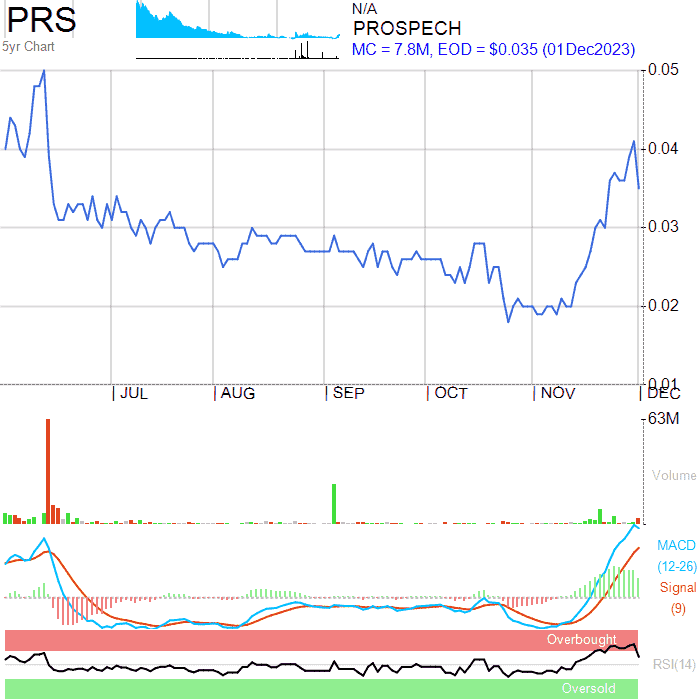 PRS
5yr Chart
N/A
PROSPECH
MC = 7.8M, EOD = $0.035 (01Dec2023)
0.05
0.04
0.03
0.02
0.01
JUL
AUG
SEP
OCT
NOV
DEC
63M
Volume
MACD
(12-26)
Signal
(9)
Overbought
RSI(14)
Oversold